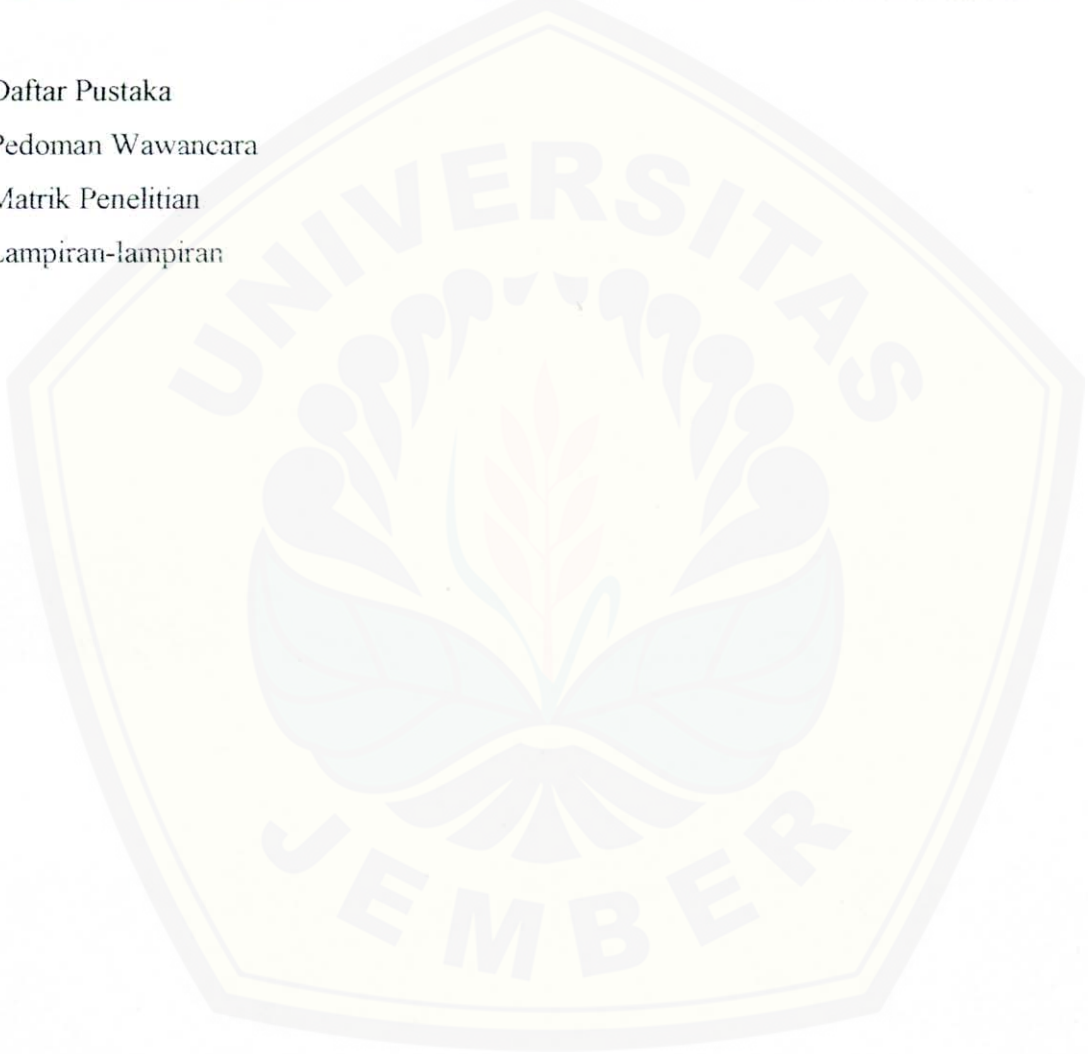 Daftar Pustaka
Pedoman Wawancara
Matrik Penelitian
Lampiran-lampiran
UNIVERSITAS
JEMBER